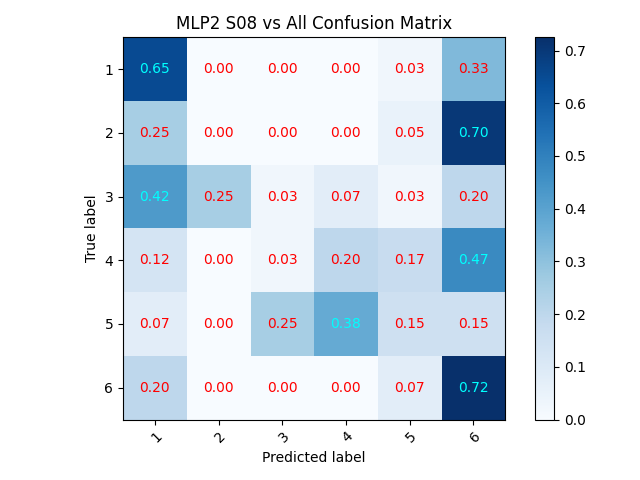 MLP2 S08 vs All Confusion Matrix
True label
1 0.65 0.00 0.00 0.00 0.03 0.33
2 0.25 0.00 0.00 0.00 0.05 0.70
3 0.42 0.25 0.03 0.07 0.03 0.20
4 0.12 0.00 0.03 0.20 0.17 0.47
5 0.07 0.00 0.25 0.38 0.15 0.15
6 0.20 0.00 0.00 0.00 0.07 0.72
1 2 3 4 5 6
Predicted label
0.7
0.6
0.5
0.4
0.3
0.2
0.1
0.0